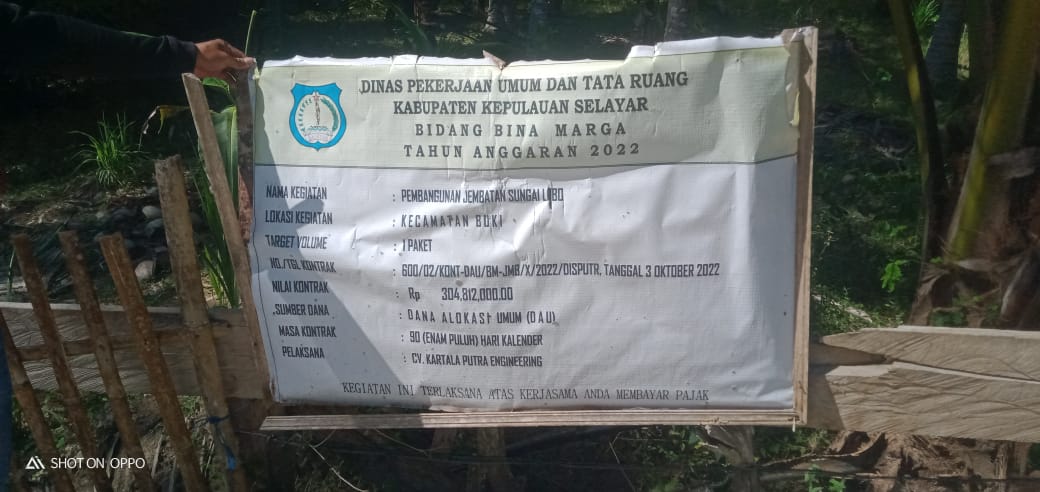 DINAS PEKERJAAN UMUM DAN TATA RUANG
KABUPATEN KEPULAUAN SELAYAR
BIDANG BINA MARGA
TAHUN ANGGARAN 2022
NAMA KEGIATAN : PEMBANGUNAN JEMBATAN SUNGAI
LOKASI KEGIATAN : KECAMATAN BUKI
TARGET VOLUME : 1 PAKET
NO./TGL KONTRAK : 600/02/KONT-DAU/BM-JMB/X/2022/DISPUTR, TANGGAL 3 OKTOBER 2022
NILAI KONTRAK : Rp 304,812,000.00
SUMBER DANA : DANA ALOKASI UMUM (DAU)
MASA KONTRAK : 90 (ENAM PULUH) HARI KALENDER
PELAKSANA : CV. KARTALA PUTRA ENGINEERING
KEGIATAN INI TERLAKSANA ATAS KERJASAMA ANDA MEMBAYAR PAJAK
SHOT ON OPPO